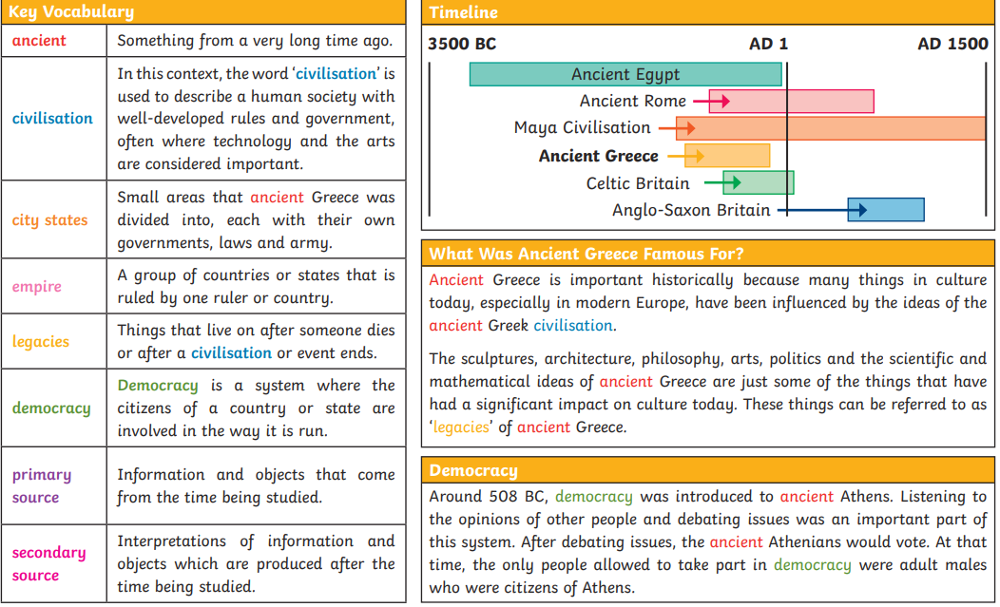 Key Vocabulary
ancient
Something from a very long time ago.
civilisation
In this context, the word ‘civilisation’ is
used to describe a human society with
well-developed rules and government,
often where technology and the arts
are considered important.
city states
Small areas that ancient Greece was
divided into, each with their own
governments, laws and army.
empire
A group of countries or states that is
ruled by one ruler or country.
legacies
Things that live on after someone dies
or after a civilisation or event ends.
democracy
Democracy is a system where the
citizens of a country or state are
involved in the way it is run.
primary
source
Information and objects that come
from the time being studied.
secondary
source
Interpretations of information and
objects which are produced after the
time being studied.
Timeline
3500 BC AD 1 AD 1500
Ancient Egypt
Ancient Rome
Maya Civilisation
Ancient Greece
Celtic Britain
Anglo-Saxon Britain
What Was Ancient Greece Famous For?
Ancient Greece is important historically because many things in culture
today, especially in modern Europe, have been influenced by the ideas of the
ancient Greek civilisation.
The sculptures, architecture, philosophy, arts, politics and the scientific and
mathematical ideas of ancient Greece are just some of the things that have
had a significant impact on culture today. These things can be referred to as
‘legacies’ of ancient Greece.
Democracy
Around 508 BC, democracy was introduced to ancient Athens. Listening to
the opinions of other people and debating issues was an important part of
this system. After debating issues, the ancient Athenians would vote. At that
time, the only people allowed to take part in democracy were adult males
who were citizens of Athens.